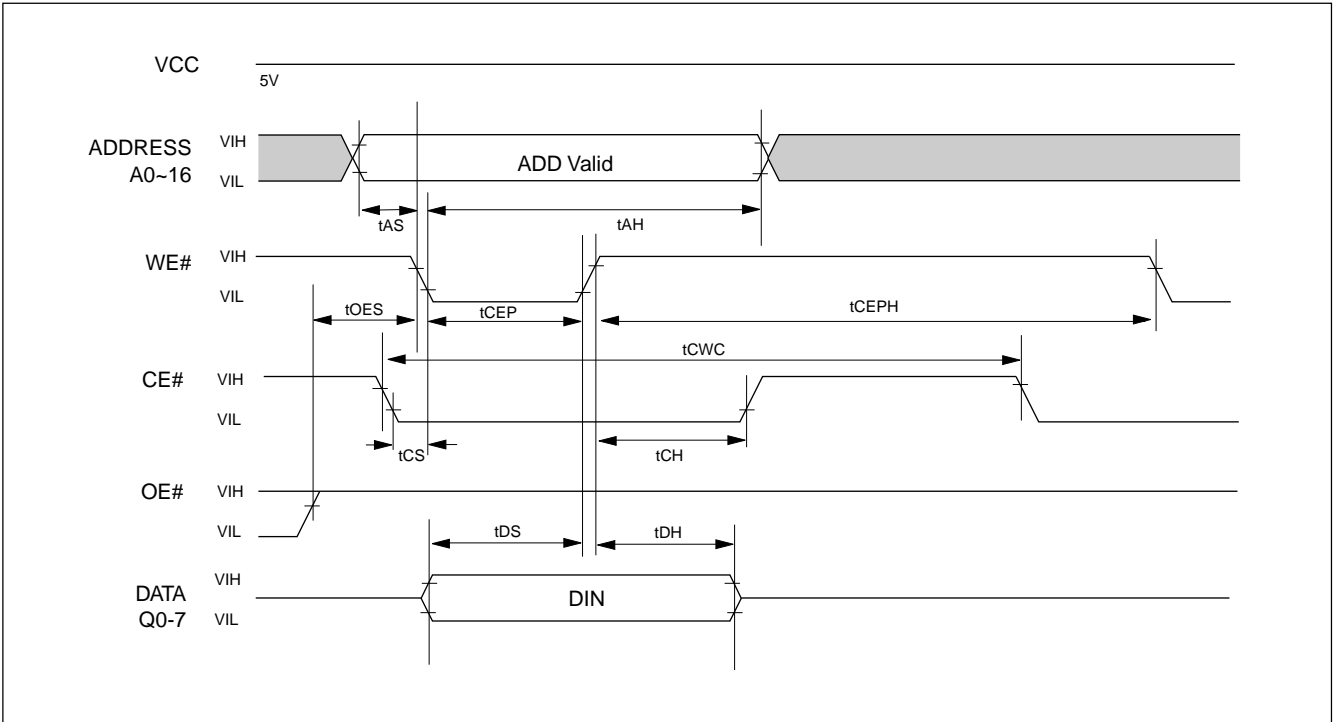 VCC
5V
ADDRESS
A0~16
VIH
VIL
ADD Valid
tAS
tAH
WE#
VIH
VIL
tOES
tCEP
tCEPH
tCWC
CE#
VIH
VIL
tCS
tCH
OE#
VIH
VIL
tDS
tDH
DATA
Q0-7
VIH
VIL
DIN